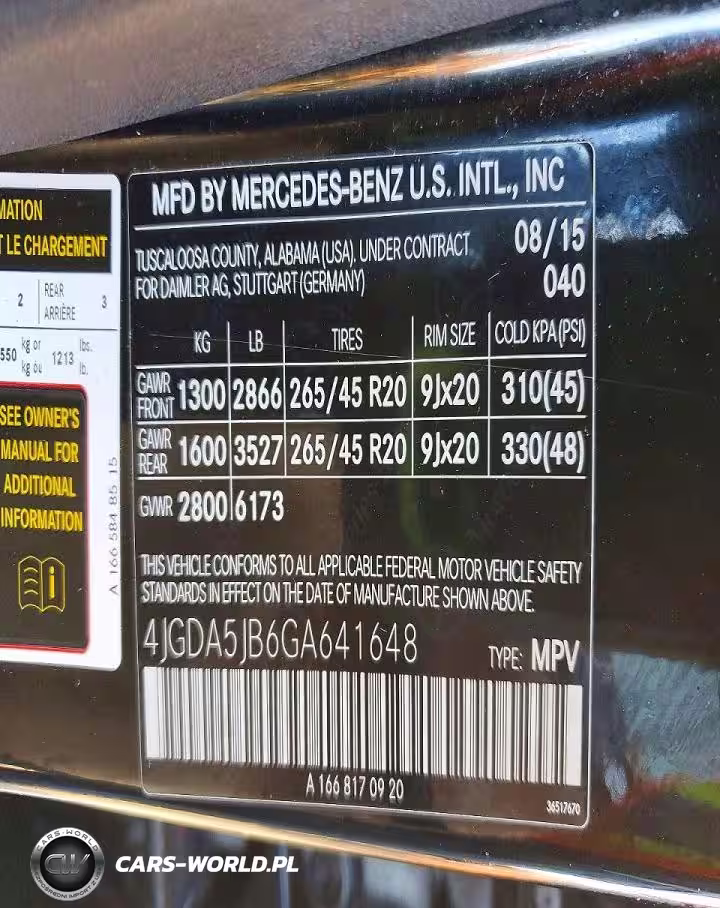 MATION
T LE CHARGEMENT
2 REAR ARRIÈRE 3
550 kg or kg ou 1213 lbs. lb.
SEE OWNER'S
MANUAL FOR
ADDITIONAL
INFORMATION
A 166 584 85 15
MFD BY MERCEDES-BENZ U.S. INTL., INC
TUSCALOOSA COUNTY, ALABAMA (USA), UNDER CONTRACT 08/15
FOR DAIMLER AG, STUTTGART (GERMANY) 040
KG LB TIRES RIM SIZE COLD KPA(PSI)
GAWR FRONT 1300 2866 265/45 R20 9Jx20 310(45)
GAWR REAR 1600 3527 265/45 R20 9Jx20 330(48)
GVWR 2800 6173
THIS VEHICLE CONFORMS TO ALL APPLICABLE FEDERAL MOTOR VEHICLE SAFETY
STANDARDS IN EFFECT ON THE DATE OF MANUFACTURE SHOWN ABOVE.
4JGDA5JB6GA641648 TYPE: MPV
A 166 817 09 20
36517670
CARS-WORLD
CW
CARS-WORLD.PL